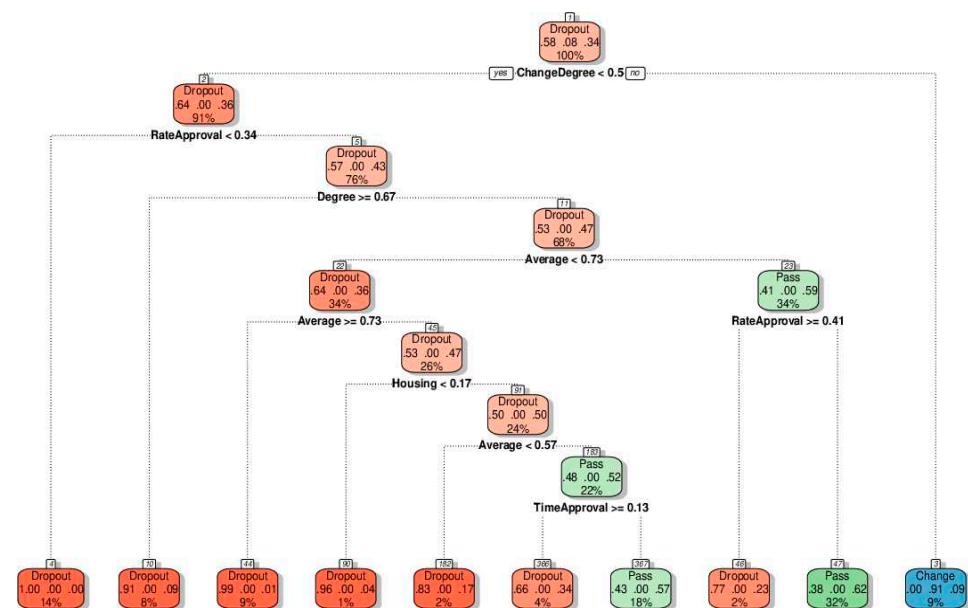 1
Dropout
.58 .08 .34
100%
yes ChangeDegree < 0.5 no
2
Dropout
.64 .00 .36
91%
RateApproval < 0.34
5
Dropout
.57 .00 .43
76%
Degree >= 0.67
11
Dropout
.53 .00 .47
68%
Average < 0.73
22
Dropout
.64 .00 .36
34%
Average >= 0.73
23
Pass
.41 .00 .59
34%
RateApproval >= 0.41
45
Dropout
.53 .00 .47
26%
Housing < 0.17
91
Dropout
.50 .00 .50
24%
Average < 0.57
183
Pass
.48 .00 .52
22%
TimeApproval >= 0.13
4
Dropout
1.00 .00 .00
14%
10
Dropout
.91 .00 .09
8%
44
Dropout
.99 .00 .01
9%
90
Dropout
.96 .00 .04
1%
182
Dropout
.83 .00 .17
2%
366
Dropout
.66 .00 .34
4%
367
Pass
.43 .00 .57
18%
46
Dropout
.77 .00 .23
2%
47
Pass
.38 .00 .62
32%
3
Change
.00 .91 .09
9%